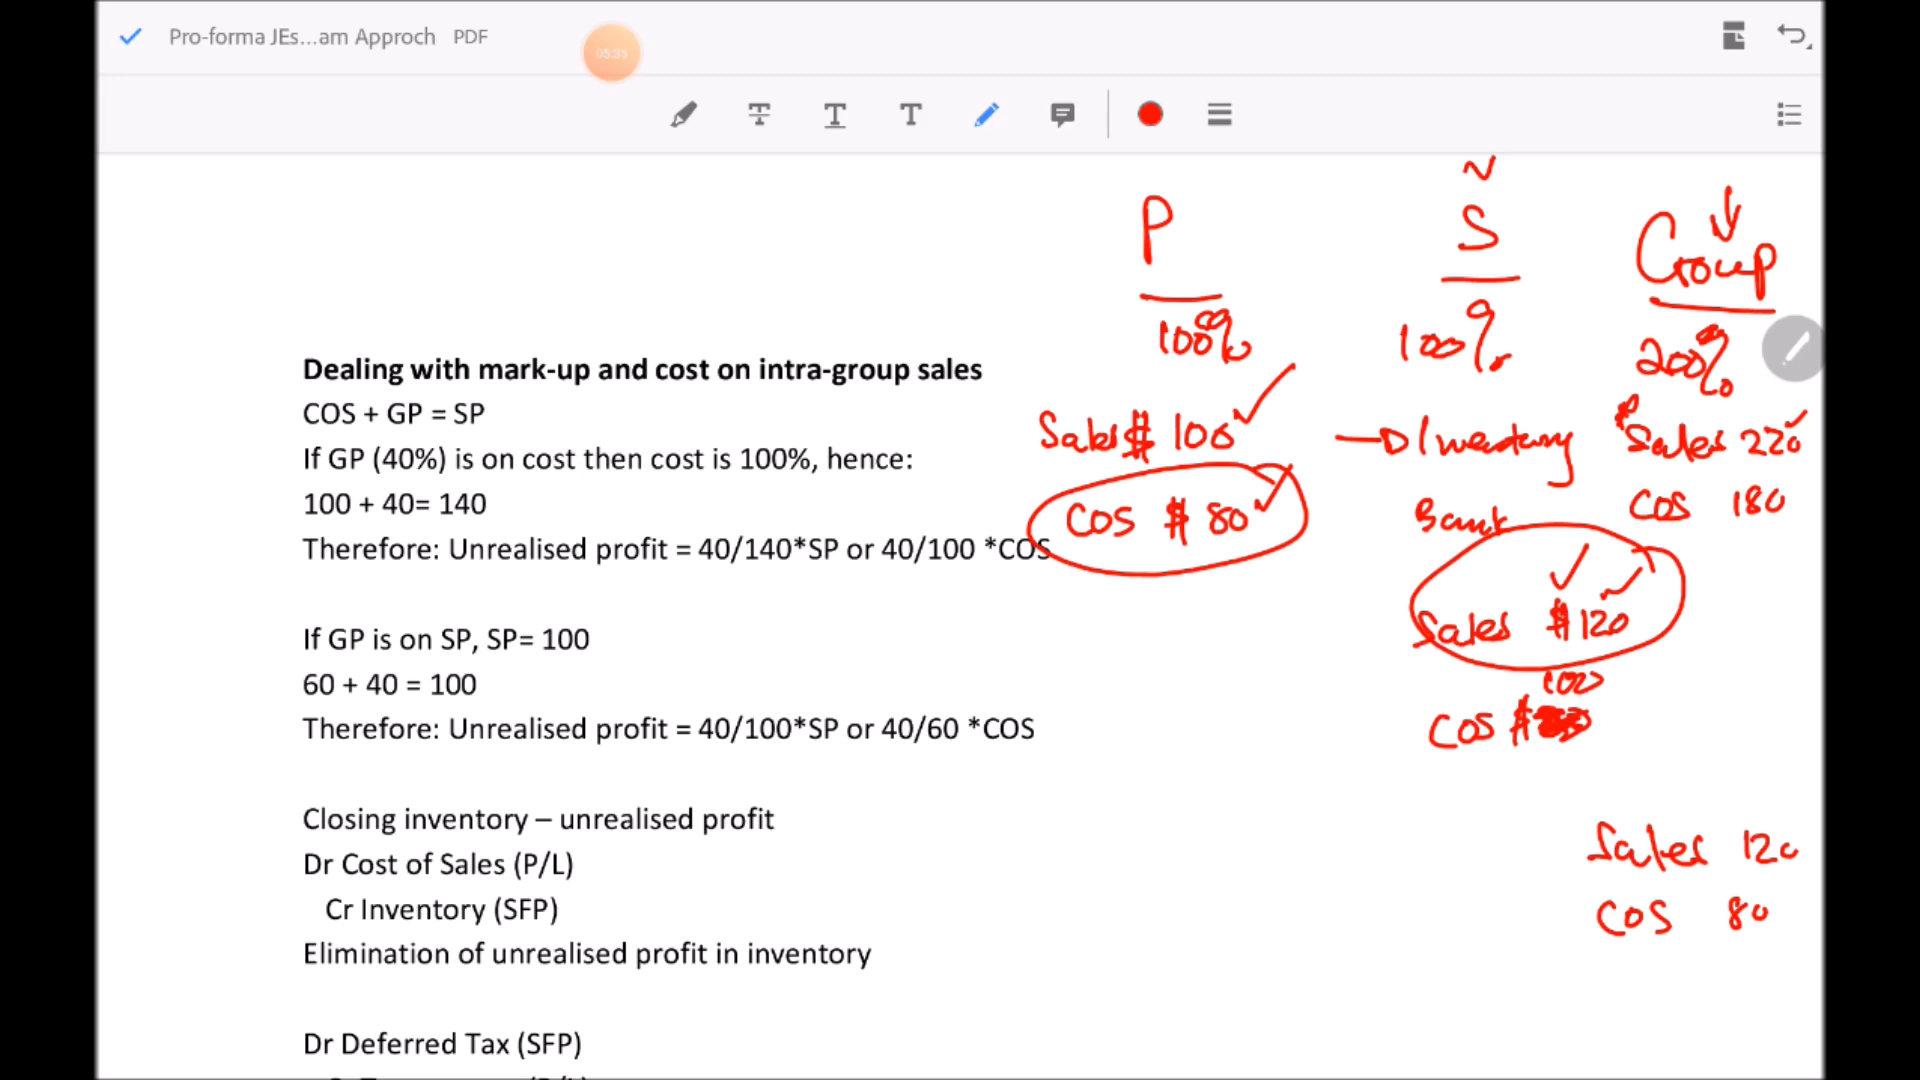 Pro-forma JEs...am Approch PDF
05:35
P
S
Group
100%
100%
200%
Dealing with mark-up and cost on intra-group sales
COS + GP = SP
Sales $ 100
Inventory
Sales 220
If GP (40%) is on cost then cost is 100%, hence:
100 + 40= 140
COS $ 80
Bank
COS 180
Therefore: Unrealised profit = 40/140*SP or 40/100 *COS
Sales $120
If GP is on SP, SP= 100
60 + 40 = 100
100
Therefore: Unrealised profit = 40/100*SP or 40/60 *COS
COS $
Closing inventory – unrealised profit
Sales 120
Dr Cost of Sales (P/L)
Cr Inventory (SFP)
COS 80
Elimination of unrealised profit in inventory
Dr Deferred Tax (SFP)